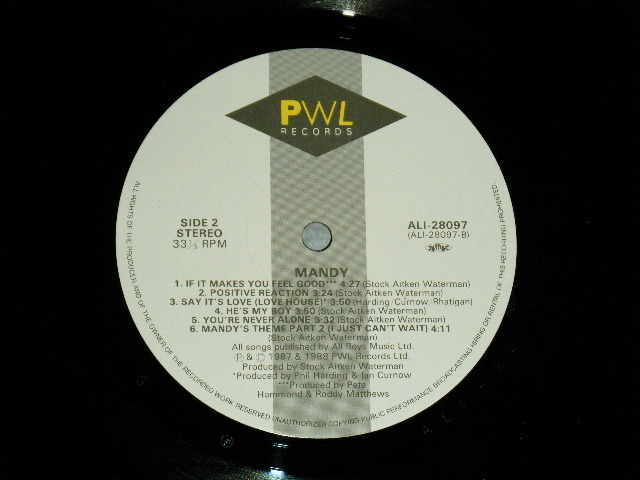 PWL
RECORDS
SIDE 2
STEREO
33 1/3 RPM
ALI-28097
(ALI-28097-B)
MANDY
1. IF IT MAKES YOU FEEL GOOD*** 4:27 (Stock Aitken Waterman)
2. POSITIVE REACTION 3:24 (Stock Aitken Waterman)
3. SAY IT'S LOVE (LOVE HOUSE)* 3:50 (Harding/Curnow/Rhatigan)
4. HE'S MY BOY 3:50 (Stock Aitken Waterman)
5. YOU'RE NEVER ALONE 3:32 (Stock Aitken Waterman)
6. MANDY'S THEME PART 2 (I JUST CAN'T WAIT) 4:11
(Stock Aitken Waterman)
All songs published by All Boys Music Ltd.
Ⓟ & © 1987 & 1988 PWL Records Ltd.
Produced by Stock Aitken Waterman
*Produced by Phil Harding & Ian Curnow
***Produced by Pete
Hammond & Roddy Matthews
ALL RIGHTS OF THE PRODUCER AND OF THE OWNER OF THE RECORDED WORK RESERVED UNAUTHORIZED COPYING PUBLIC PERFORMANCE BROADCASTING HIRING OR RENTAL OF THIS RECORDING PROHIBITED.